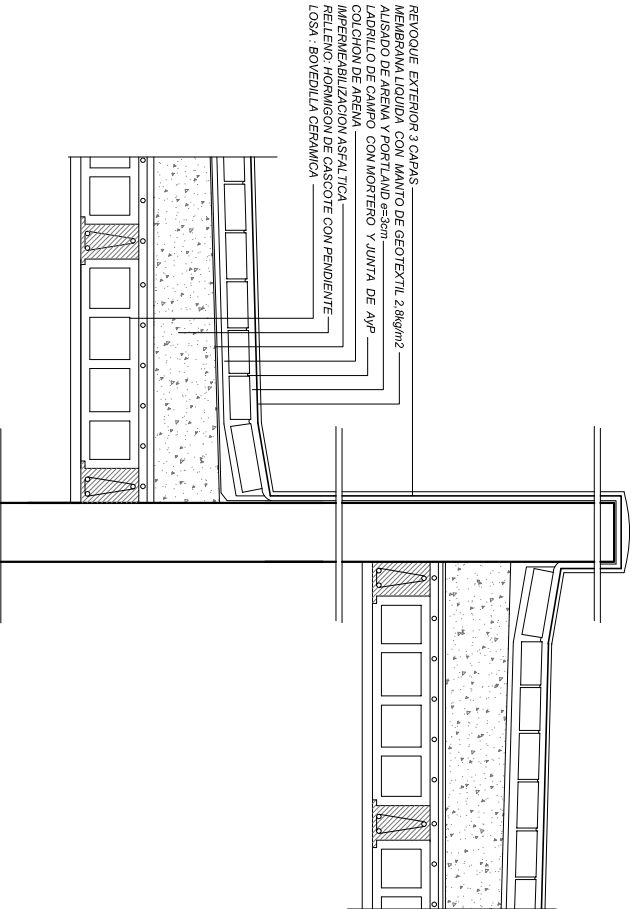 REVOQUE EXTERIOR 3 CAPAS
MEMBRANA LIQUIDA CON MANTO DE GEOTEXTIL 2,8kg/m2
ALISADO DE ARENA Y PORTLAND e=3cm
LADRILLO DE CAMPO CON MORTERO Y JUNTA DE AyP
COLCHON DE ARENA
IMPERMEABILIZACION ASFALTICA
RELLENO: HORMIGON DE CASCOTE CON PENDIENTE
LOSA : BOVEDILLA CERAMICA